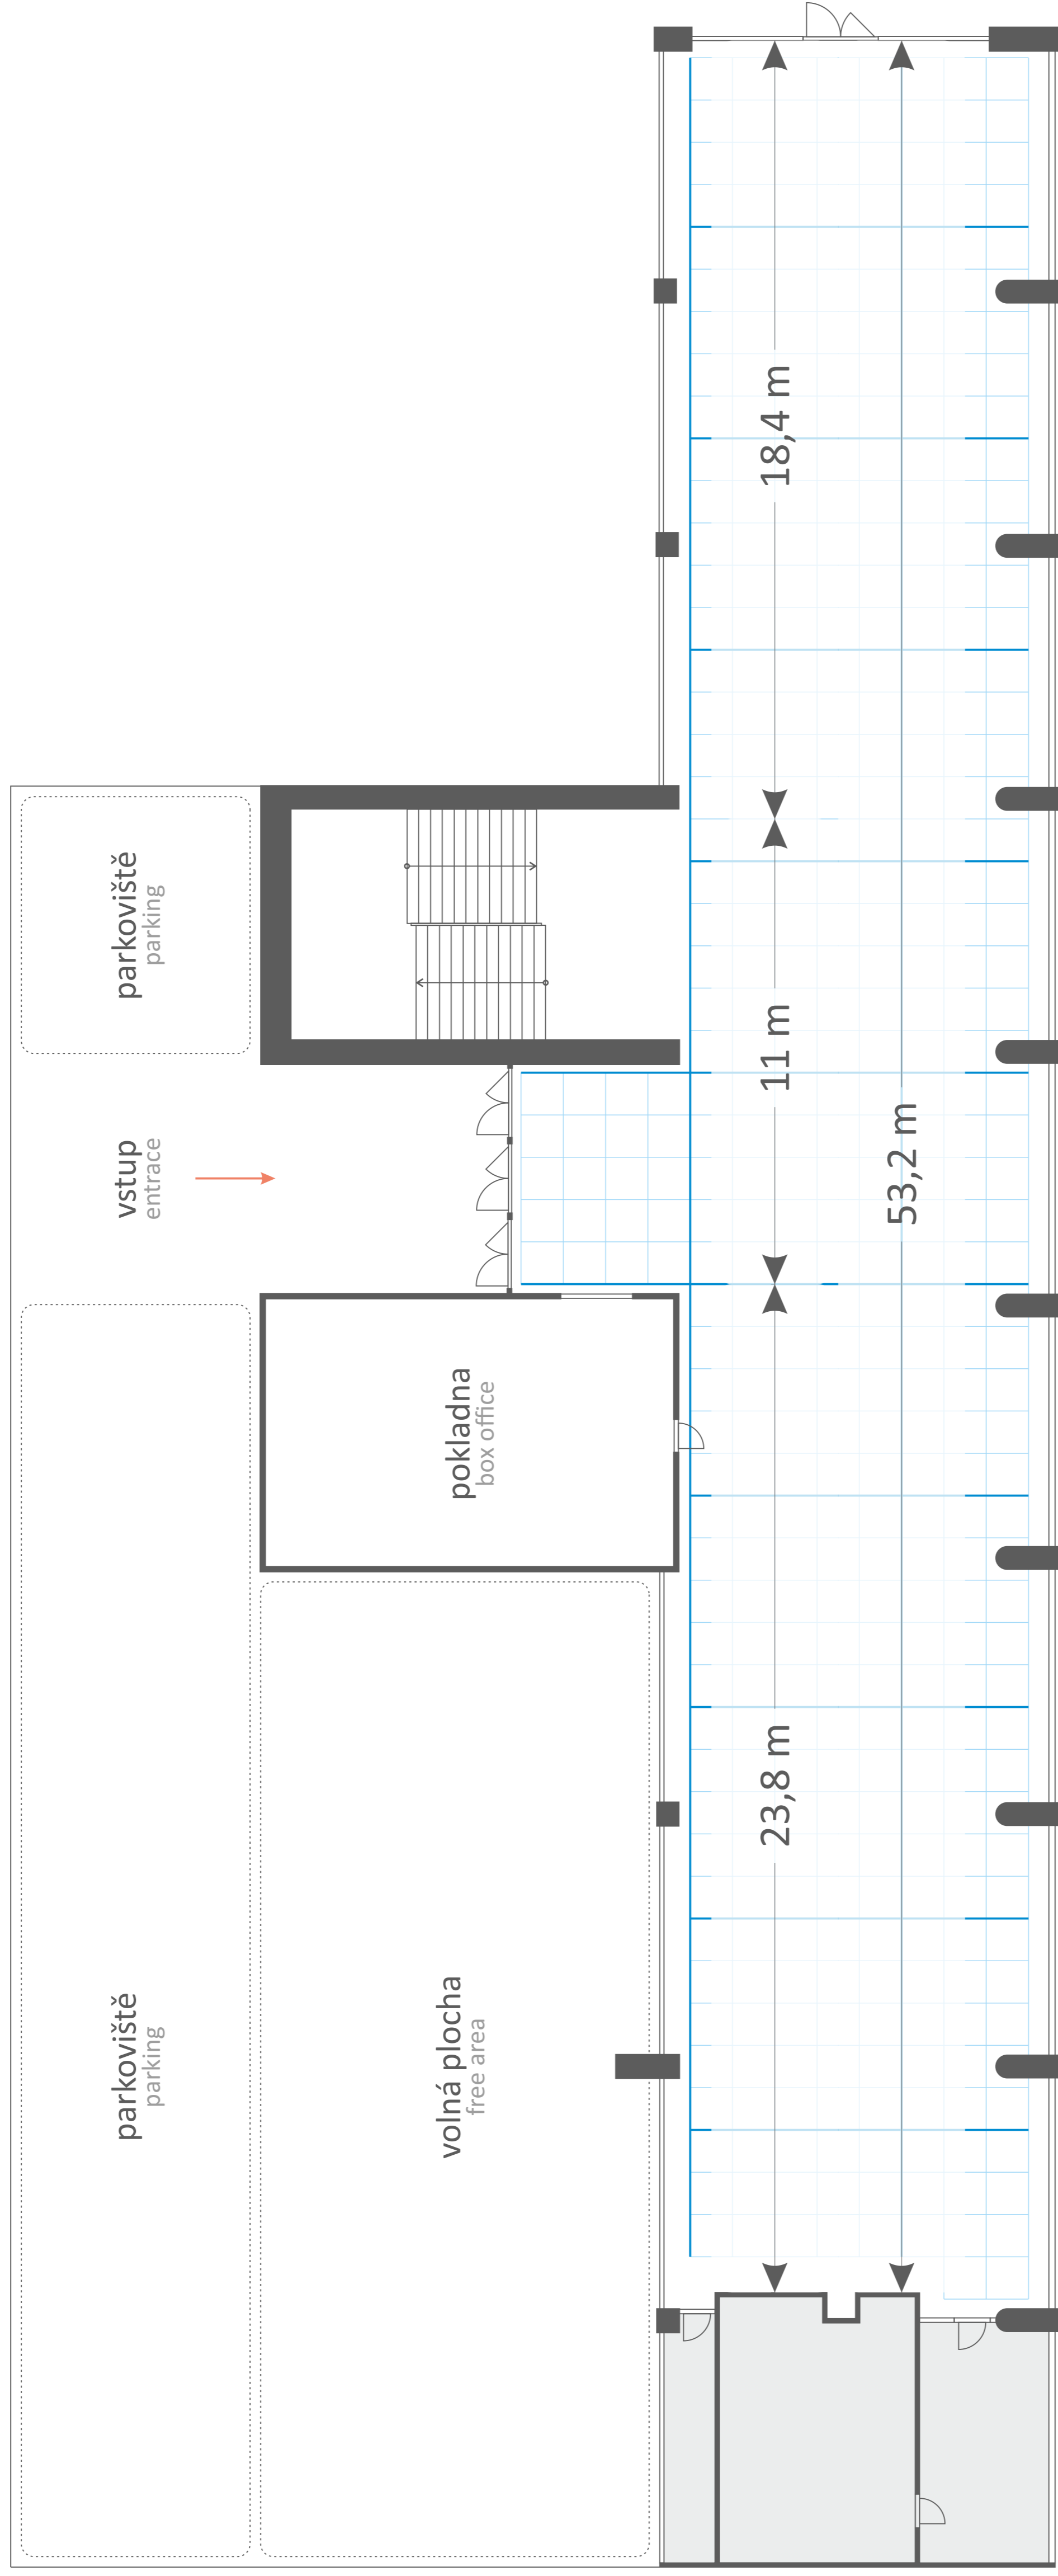 parkoviště
parking
vstup
entrace
parkoviště
parking
pokladna
box office
volná plocha
free area
18,4 m
11 m
53,2 m
23,8 m